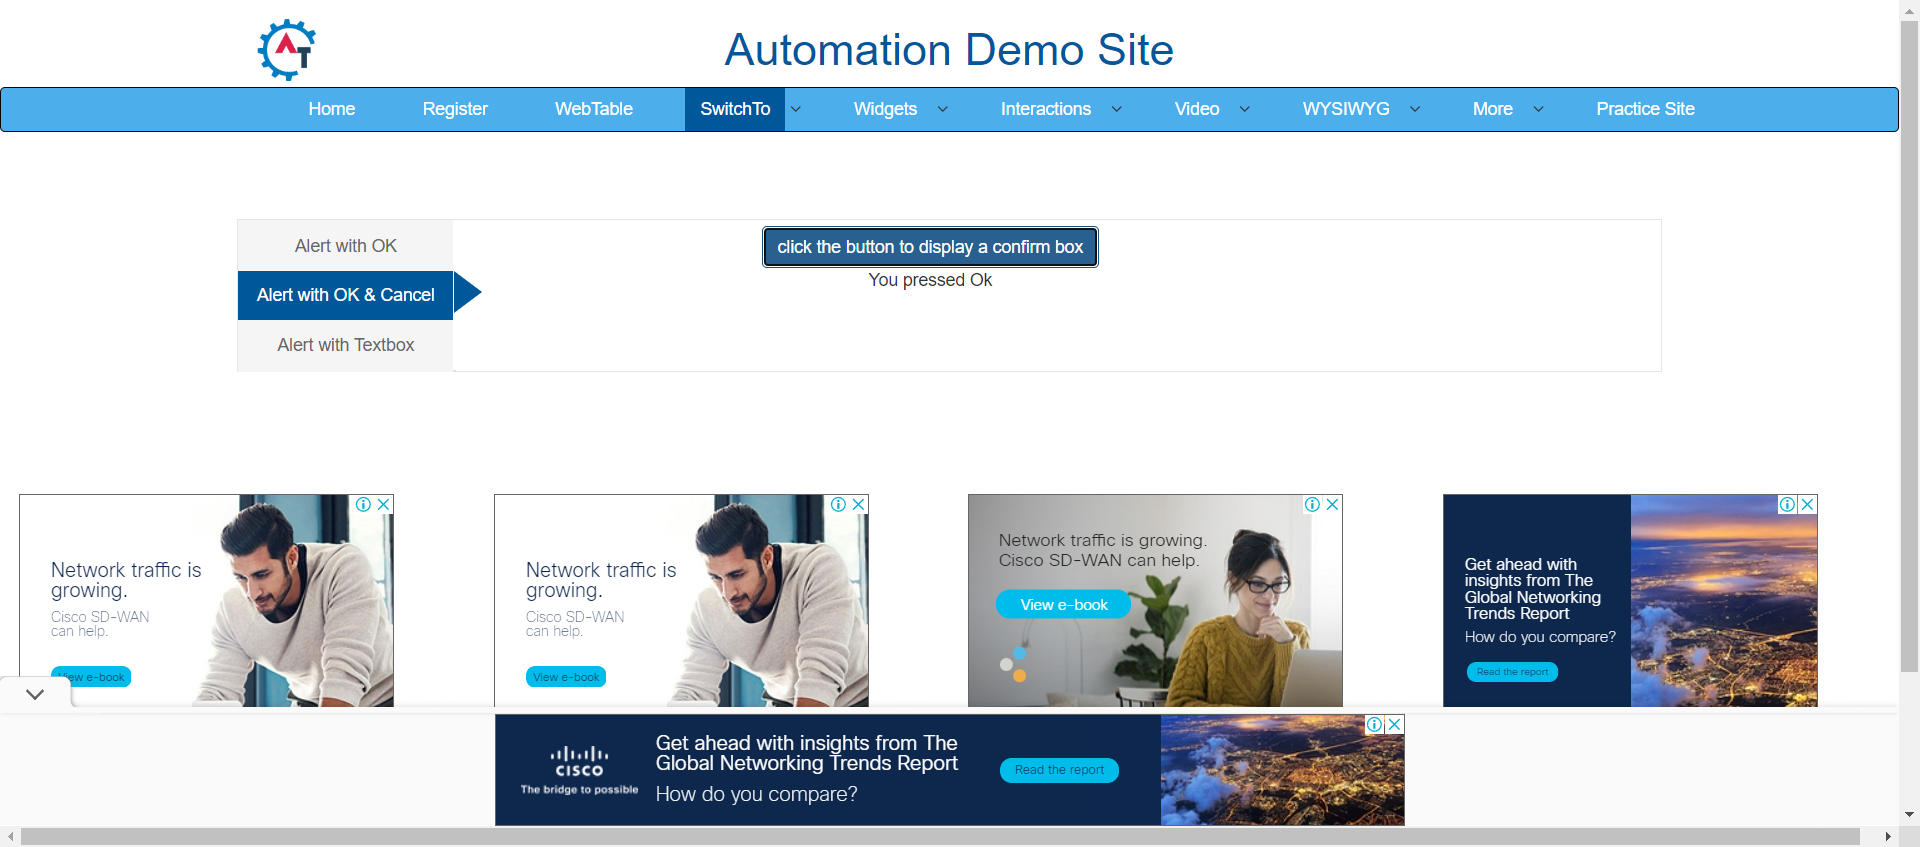 AT
Automation Demo Site
Home Register WebTable SwitchTo Widgets Interactions Video WYSIWYG More Practice Site
Alert with OK
Alert with OK & Cancel
Alert with Textbox
click the button to display a confirm box
You pressed Ok
Network traffic is
growing.
Cisco SD-WAN
can help.
View e-book
Network traffic is
growing.
Cisco SD-WAN
can help.
View e-book
Network traffic is growing.
Cisco SD-WAN can help.
View e-book
Get ahead with
insights from The
Global Networking
Trends Report
How do you compare?
Read the report
CISCO
The bridge to possible
Get ahead with insights from The
Global Networking Trends Report
How do you compare?
Read the report